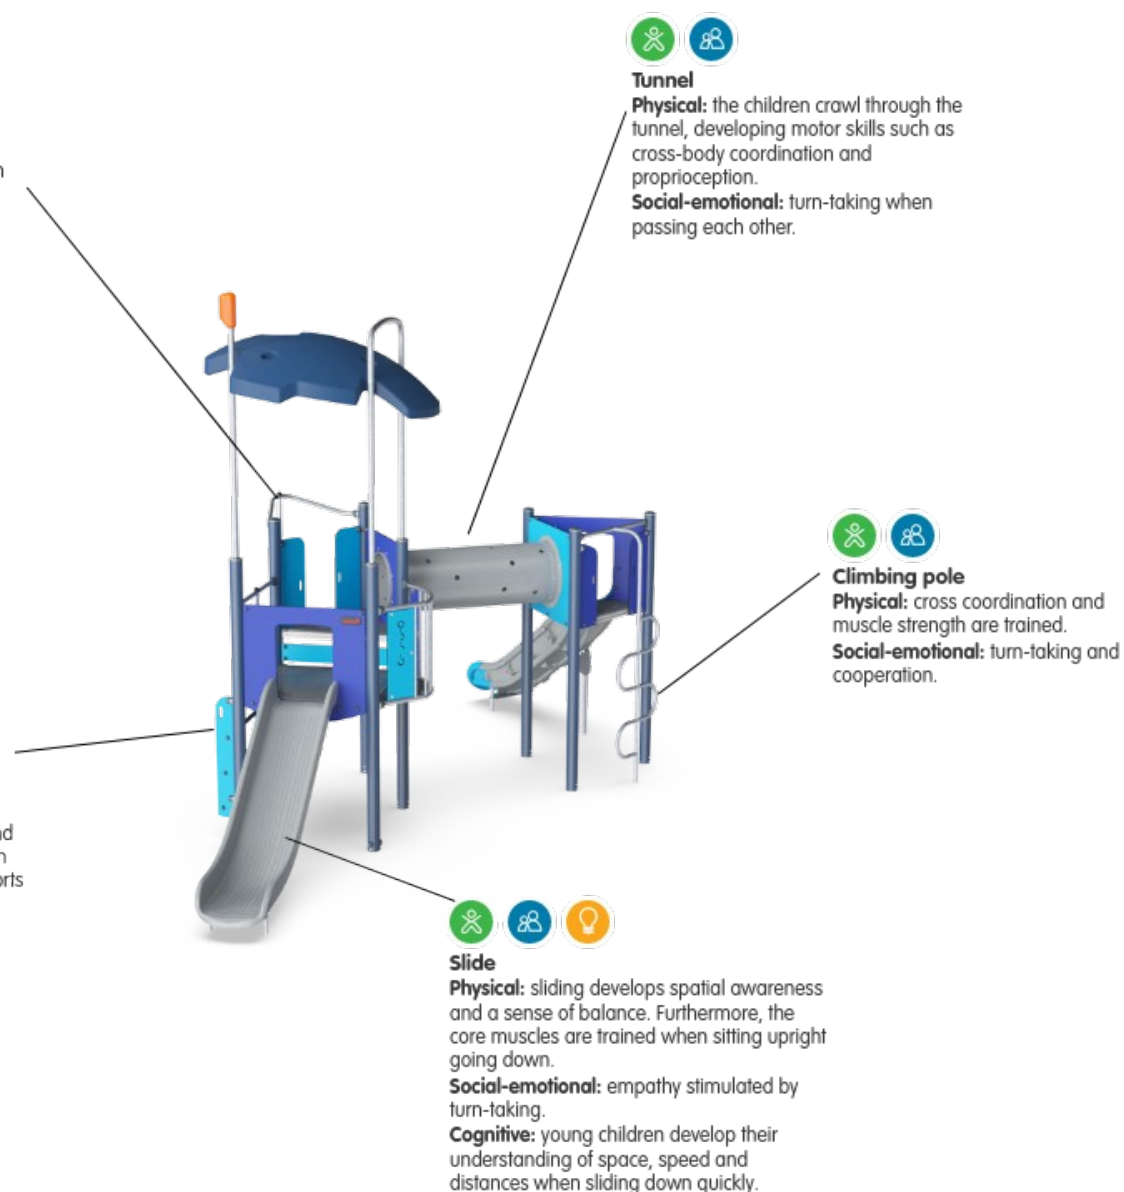 Tunnel
Physical: the children crawl through the
tunnel, developing motor skills such as
cross-body coordination and
proprioception.
Social-emotional: turn-taking when
passing each other.
Climbing pole
Physical: cross coordination and
muscle strength are trained.
Social-emotional: turn-taking and
cooperation.
Slide
Physical: sliding develops spatial awareness
and a sense of balance. Furthermore, the
core muscles are trained when sitting upright
going down.
Social-emotional: empathy stimulated by
turn-taking.
Cognitive: young children develop their
understanding of space, speed and
distances when sliding down quickly.